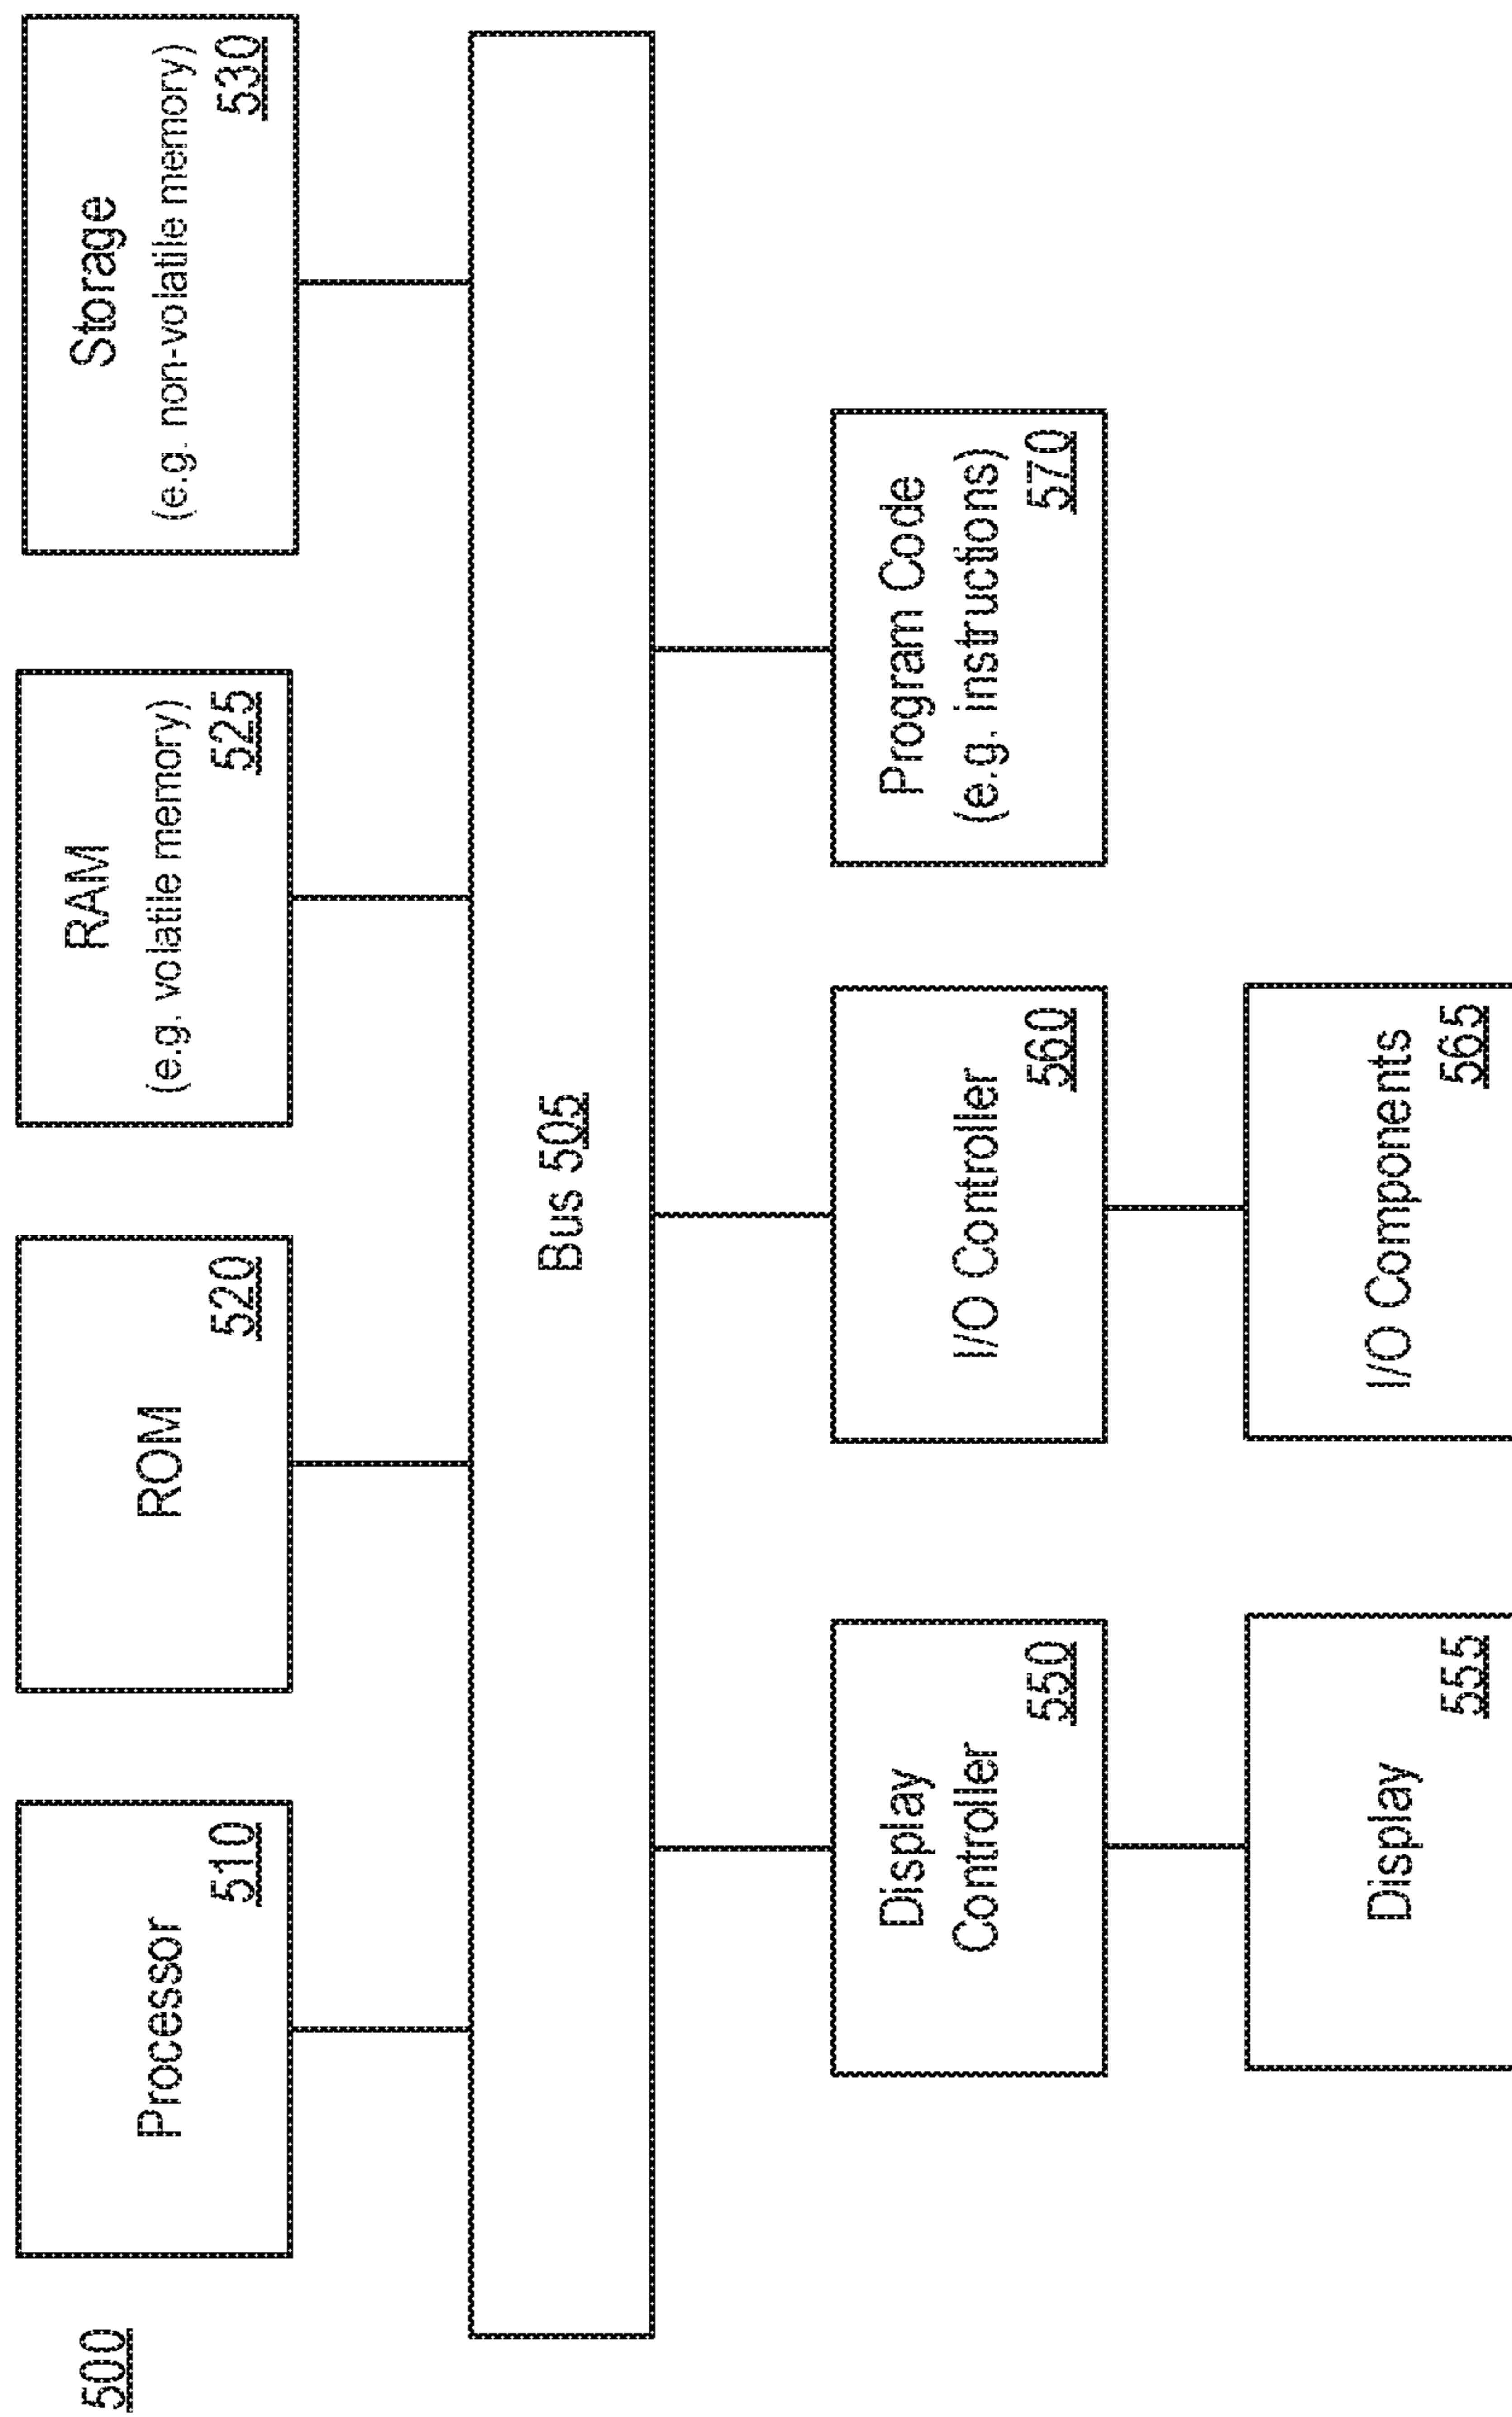 500
Processor
510
ROM
520
RAM
(e.g. volatile memory)
525
Storage
(e.g. non-volatile memory)
530
Bus 505
Display
Controller
550
I/O Controller
560
Program Code
(e.g. instructions)
570
Display
555
I/O Components
565